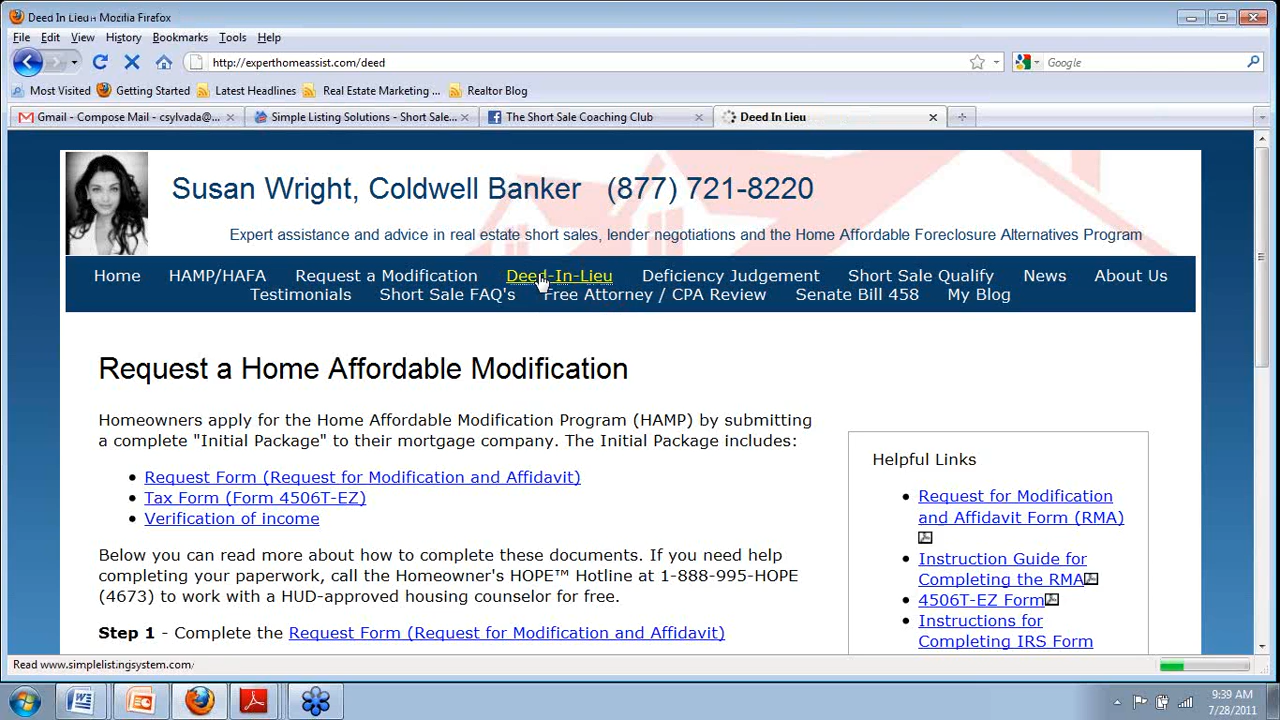 Deed In Lieu - Mozilla Firefox
File Edit View History Bookmarks Tools Help
http://experthomeassist.com/deed
Google
Most Visited Getting Started Latest Headlines Real Estate Marketing ... Realtor Blog
Gmail - Compose Mail - csylvada@... Simple Listing Solutions - Short Sale... The Short Sale Coaching Club Deed In Lieu
Susan Wright, Coldwell Banker (877) 721-8220
Expert assistance and advice in real estate short sales, lender negotiations and the Home Affordable Foreclosure Alternatives Program
Home HAMP/HAFA Request a Modification Deed-In-Lieu Deficiency Judgement Short Sale Qualify News About Us
Testimonials Short Sale FAQ's Free Attorney / CPA Review Senate Bill 458 My Blog
Request a Home Affordable Modification
Homeowners apply for the Home Affordable Modification Program (HAMP) by submitting
a complete "Initial Package" to their mortgage company. The Initial Package includes:
• Request Form (Request for Modification and Affidavit)
• Tax Form (Form 4506T-EZ)
• Verification of income
Below you can read more about how to complete these documents. If you need help
completing your paperwork, call the Homeowner's HOPE™ Hotline at 1-888-995-HOPE
(4673) to work with a HUD-approved housing counselor for free.
Step 1 - Complete the Request Form (Request for Modification and Affidavit)
Helpful Links
• Request for Modification
and Affidavit Form (RMA)
• Instruction Guide for
Completing the RMA
• 4506T-EZ Form
• Instructions for
Completing IRS Form
Read www.simplelistingsystem.com/
9:39 AM
7/28/2011